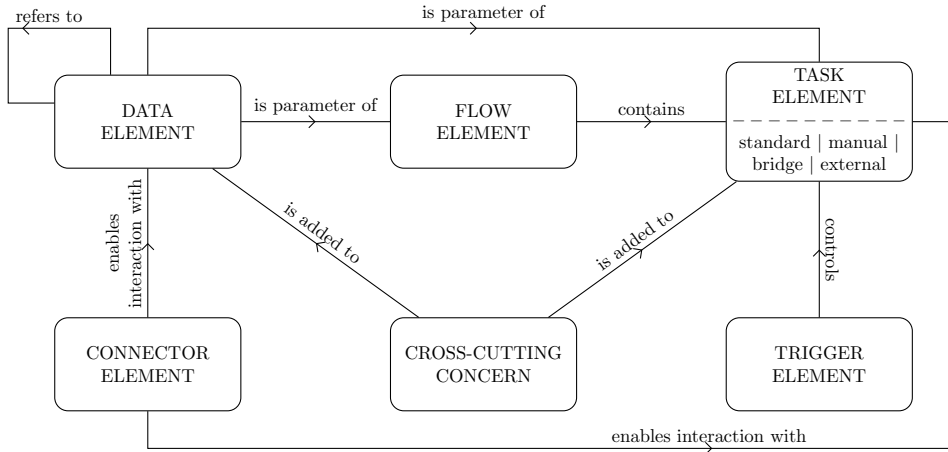 refers to
is parameter of
DATA
ELEMENT
is parameter of
FLOW
ELEMENT
contains
TASK
ELEMENT
standard | manual |
bridge | external
enables
interaction with
is added to
is added to
controls
CONNECTOR
ELEMENT
CROSS-CUTTING
CONCERN
TRIGGER
ELEMENT
enables interaction with